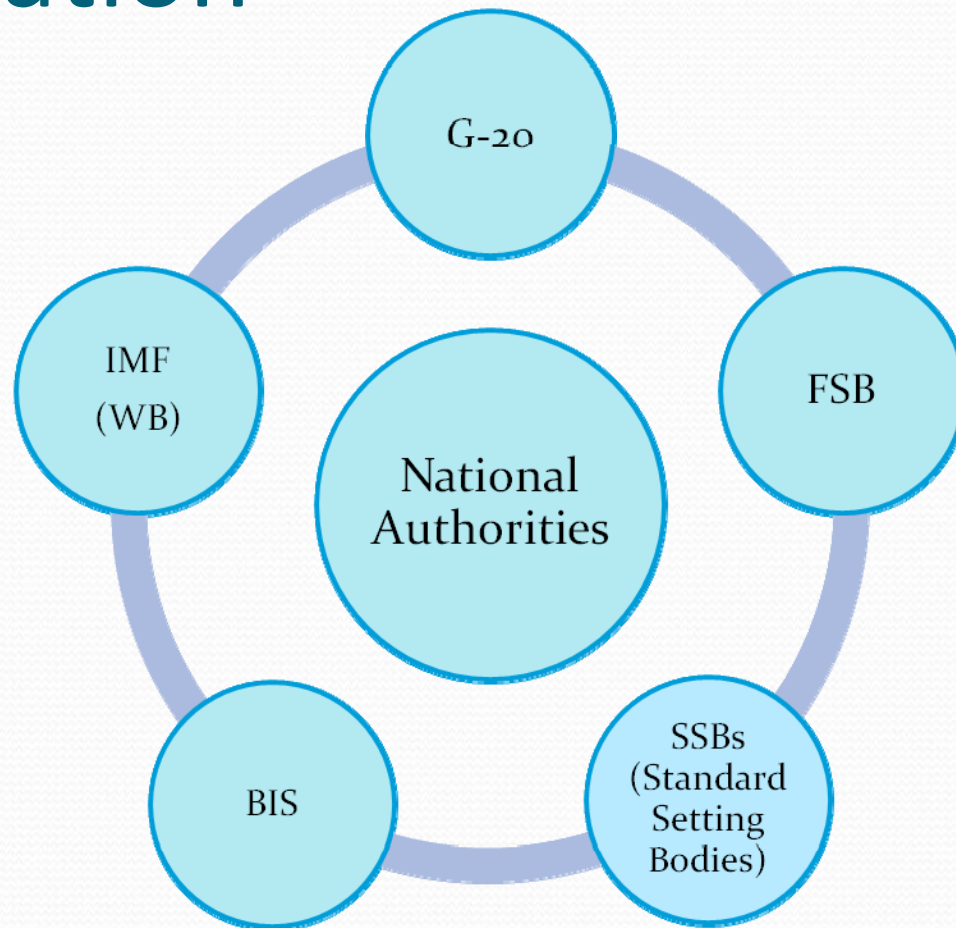 G-20
IMF
(WB)
FSB
National
Authorities
SSBs
(Standard
Setting
Bodies)
BIS